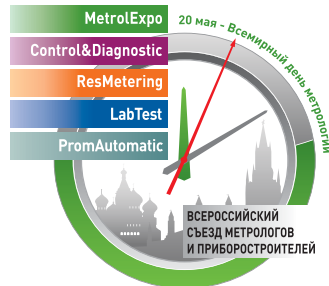 MetrolExpo
20 мая - Всемирный день метрологии
Control&Diagnostic
ResMetering
LabTest
PromAutomatic
ВСЕРОССИЙСКИЙ
СЪЕЗД МЕТРОЛОГОВ
И ПРИБОРОСТРОИТЕЛЕЙ